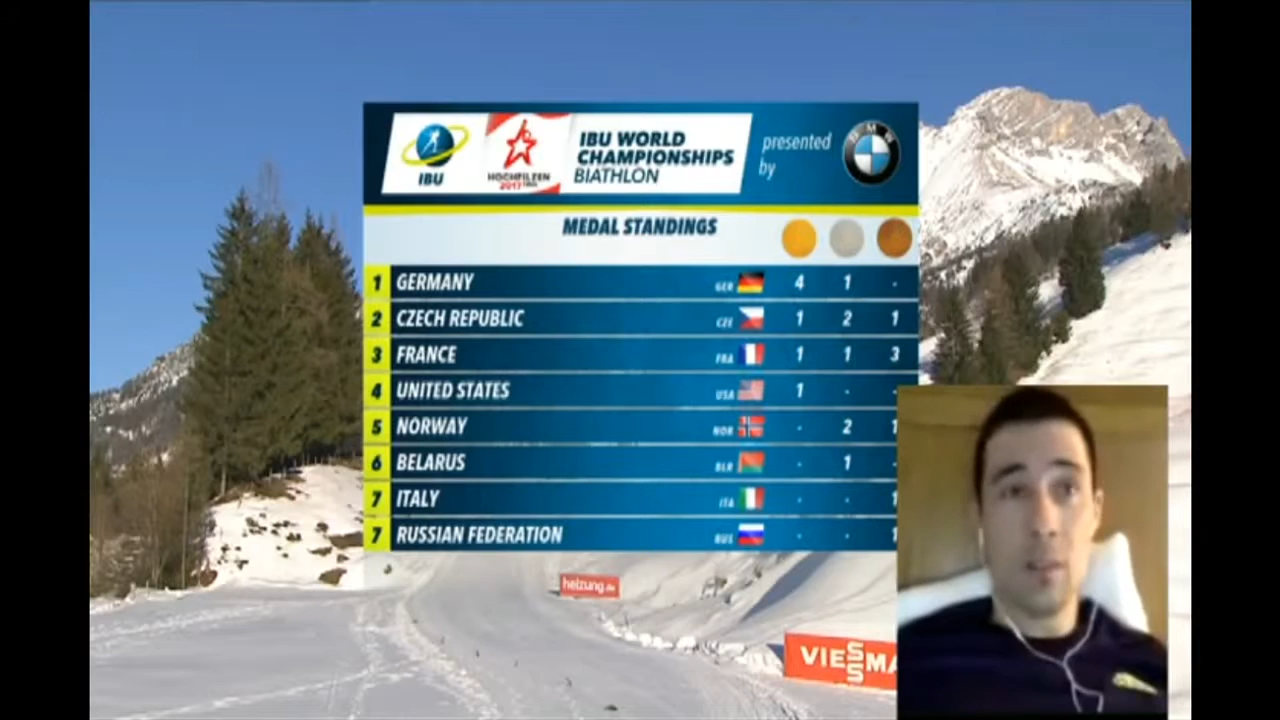 IBU
HOCHFILZEN
2017
IBU WORLD
CHAMPIONSHIPS
BIATHLON
presented
by
BMW
MEDAL STANDINGS
1 GERMANY GER 4 1 -
2 CZECH REPUBLIC CZE 1 2 1
3 FRANCE FRA 1 1 3
4 UNITED STATES USA 1 - -
5 NORWAY NOR - 2 1
6 BELARUS BLR - 1 -
7 ITALY ITA - - 1
7 RUSSIAN FEDERATION RUS - - 1
heizung.de
VIESSMA